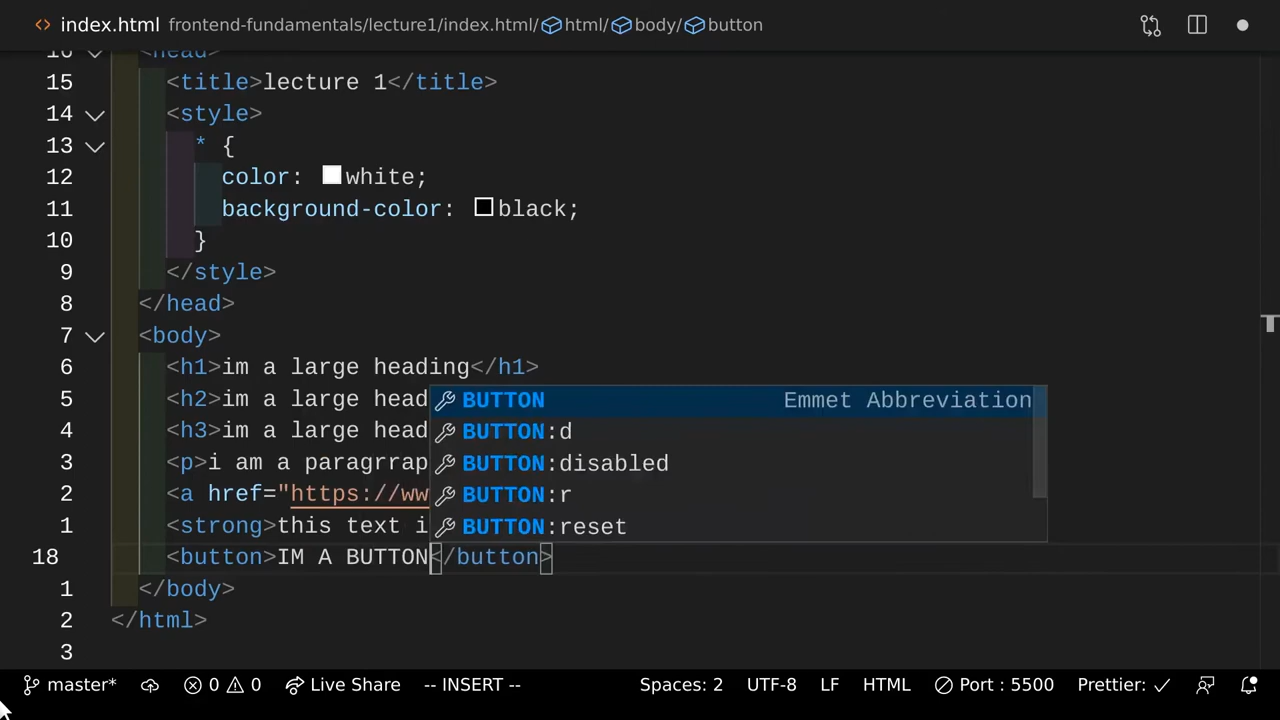 index.html frontend-fundamentals/lecture1/index.html/html/body/button
16 <head>
15 <title>lecture 1</title>
14 <style>
13 * {
12 color: white;
11 background-color: black;
10 }
9 </style>
8 </head>
7 <body>
6 <h1>im a large heading</h1>
5 <h2>im a large head
BUTTON Emmet Abbreviation
4 <h3>im a large head
BUTTON:d
3 <p>i am a paragrrap
BUTTON:disabled
2 <a href="https://ww
BUTTON:r
1 <strong>this text i
BUTTON:reset
18 <button>IM A BUTTON</button>
1 </body>
2 </html>
3
master* 0 0 Live Share -- INSERT -- Spaces: 2 UTF-8 LF HTML Port : 5500 Prettier: